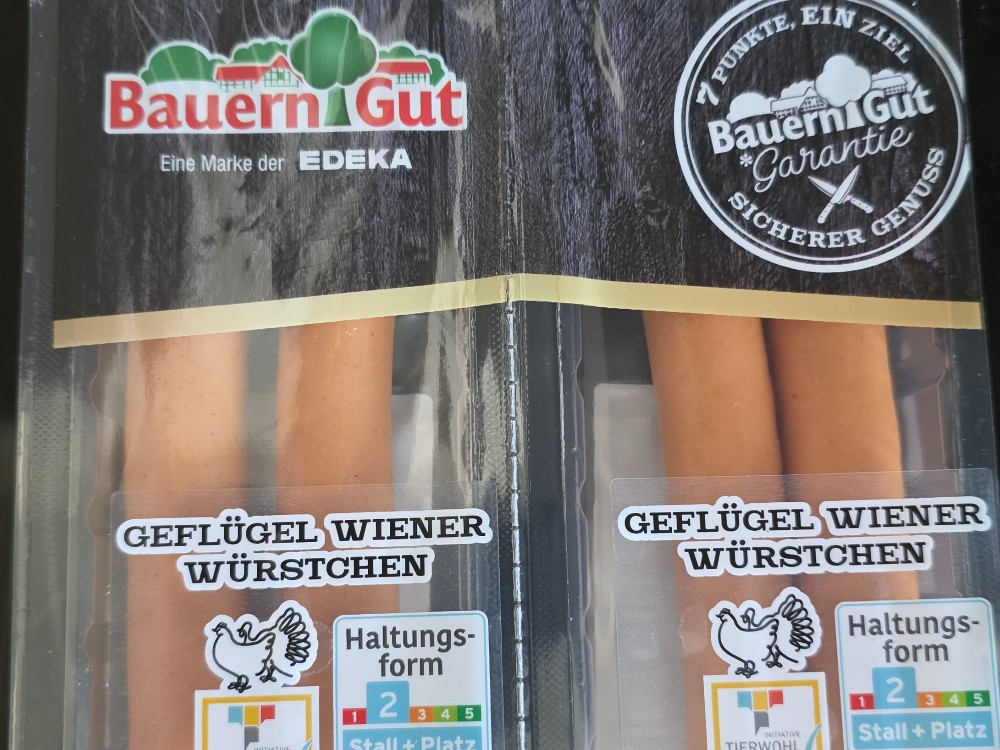 Bauern Gut
Eine Marke der EDEKA
7 PUNKTE, EIN ZIEL
Bauern Gut
*Garantie
SICHERER GENUSS
GEFLÜGEL WIENER
WÜRSTCHEN
Haltungs-
form
1 2 3 4 5
Stall + Platz
INITIATIVE
GEFLÜGEL WIENER
WÜRSTCHEN
Haltungs-
form
1 2 3 4 5
Stall + Platz
INITIATIVE
TIERWOHL